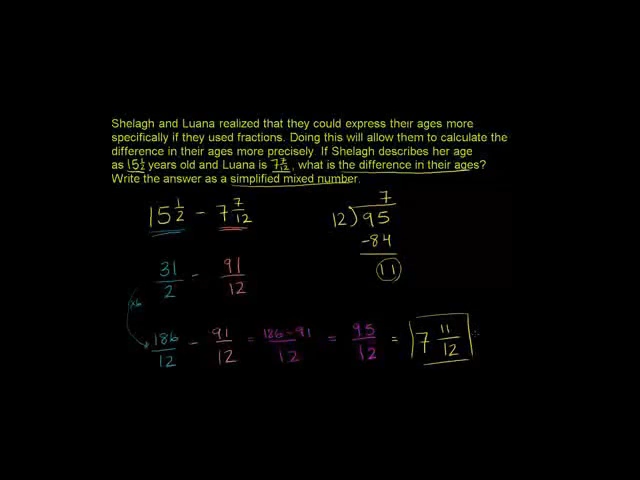 Shelagh and Luana realized that they could express their ages more
specifically if they used fractions. Doing this will allow them to calculate the
difference in their ages more precisely If Shelagh describes her age
as 15 1/2 years old and Luana is 7 7/12, what is the difference in their ages?
Write the answer as a simplified mixed number.
15 1/2 - 7 7/12
7
12)95
-84
11
31/2 - 91/12
x6
186/12 - 91/12 = 186-91/12 = 95/12 = 7 11/12